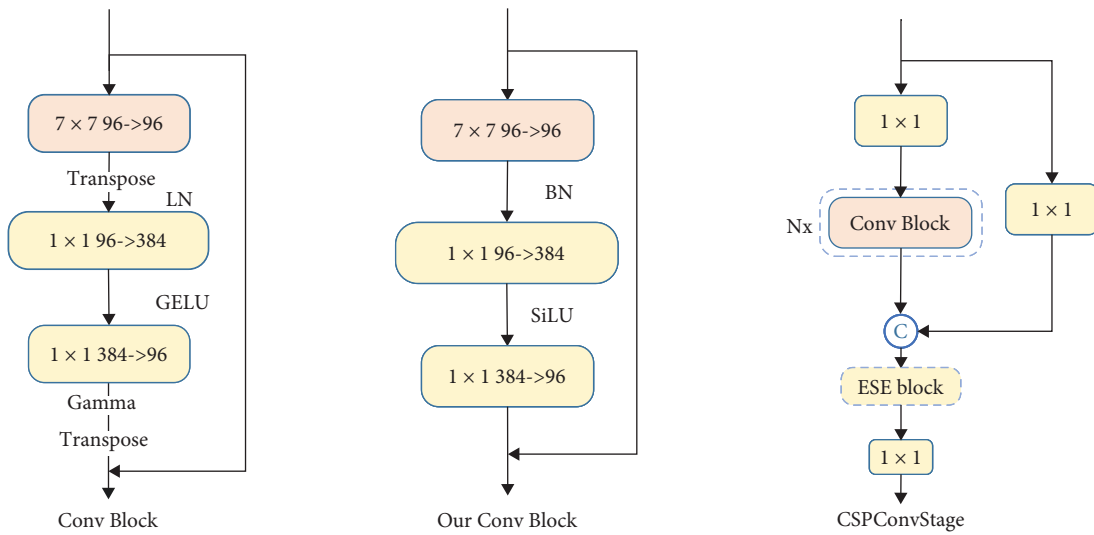 7 × 7 96->96
Transpose
LN
1 × 1 96->384
GELU
1 × 1 384->96
Gamma
Transpose
Conv Block
7 × 7 96->96
BN
1 × 1 96->384
SiLU
1 × 1 384->96
Our Conv Block
1 × 1
Nx
Conv Block
1 × 1
C
ESE block
1 × 1
CSPConvStage